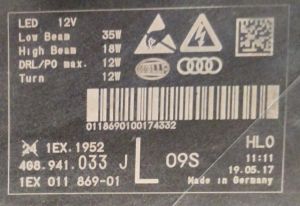 LED 12V
Low Beam 35W
High Beam 18W
DRL/PO max. 12W
Turn 12W
HELLA
0118690100174332
1EX.1952
4G8.941.033 J
1EX 011 869-01
L
09S
HL0
11:11
19.05.17
Made in Germany